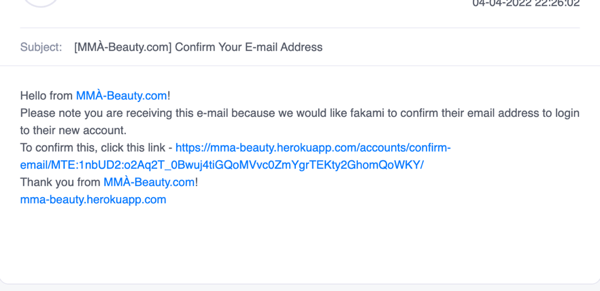 04-04-2022 22:26:02
Subject: [MMÀ-Beauty.com] Confirm Your E-mail Address
Hello from MMÀ-Beauty.com!
Please note you are receiving this e-mail because we would like fakami to confirm their email address to login
to their new account.
To confirm this, click this link - https://mma-beauty.herokuapp.com/accounts/confirm-
email/MTE:1nbUD2:o2Aq2T_0Bwuj4tiGQoMVvc0ZmYgrTEKty2GhomQoWKY/
Thank you from MMÀ-Beauty.com!
mma-beauty.herokuapp.com